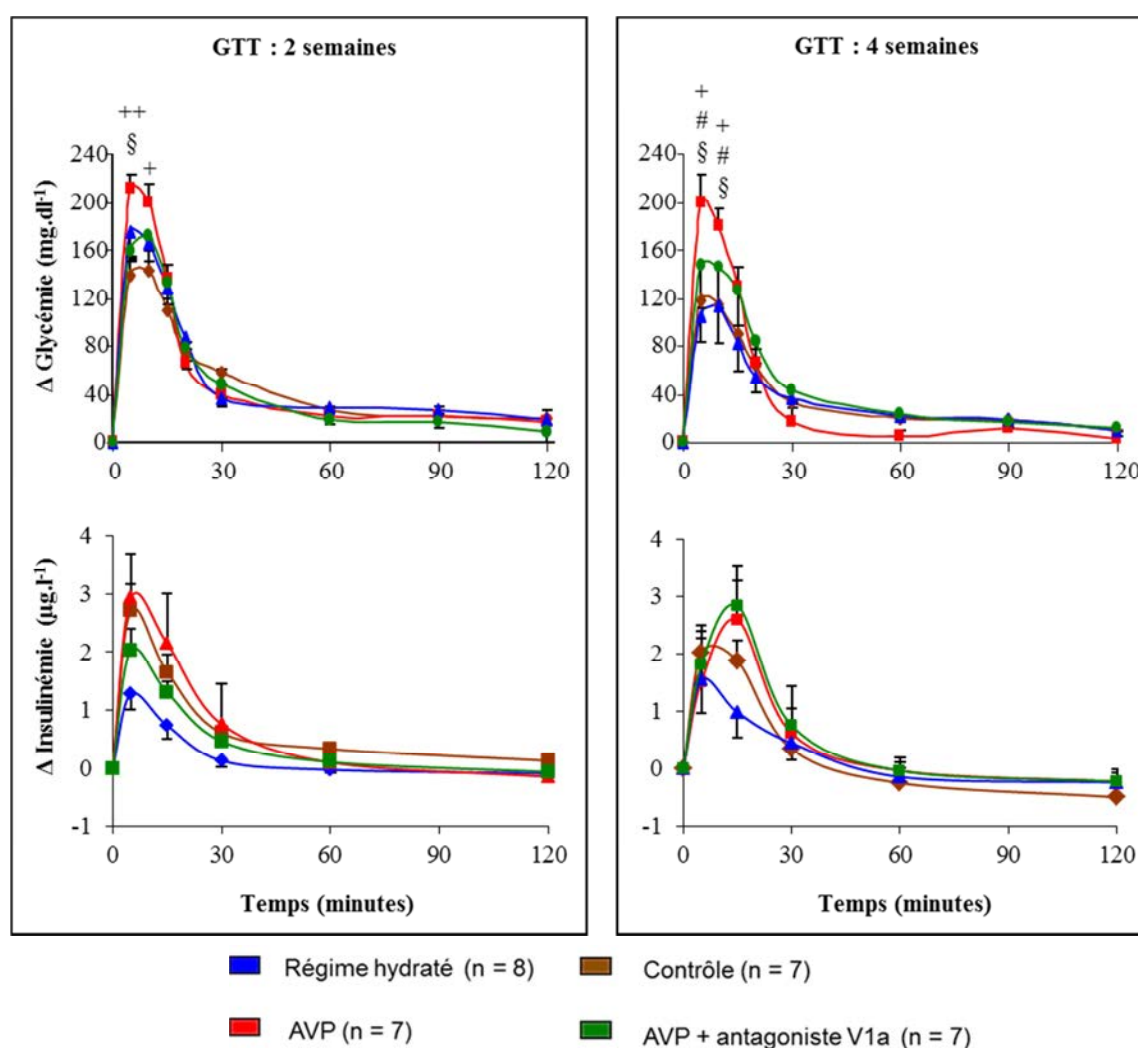 GTT : 2 semaines
++
§
+
240
200
160
120
80
40
0
Δ Glycémie (mg.dl⁻¹)
0 30 60 90 120
4
3
2
1
0
-1
Δ Insulinémie (µg.l⁻¹)
0 30 60 90 120
Temps (minutes)
GTT : 4 semaines
+
#
§
+
#
§
240
200
160
120
80
40
0
0 30 60 90 120
4
3
2
1
0
-1
0 30 60 90 120
Temps (minutes)
Régime hydraté (n = 8)
Contrôle (n = 7)
AVP (n = 7)
AVP + antagoniste V1a (n = 7)